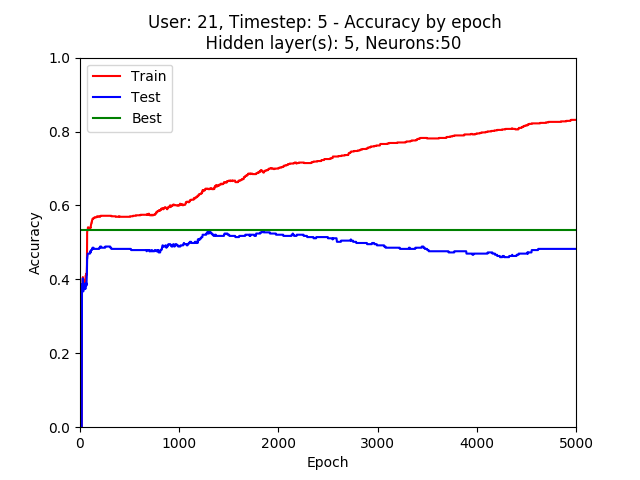 User: 21, Timestep: 5 - Accuracy by epoch
Hidden layer(s): 5, Neurons:50
1.0
Train
Test
Best
0.8
0.6
Accuracy
0.4
0.2
0.0
0 1000 2000 3000 4000 5000
Epoch